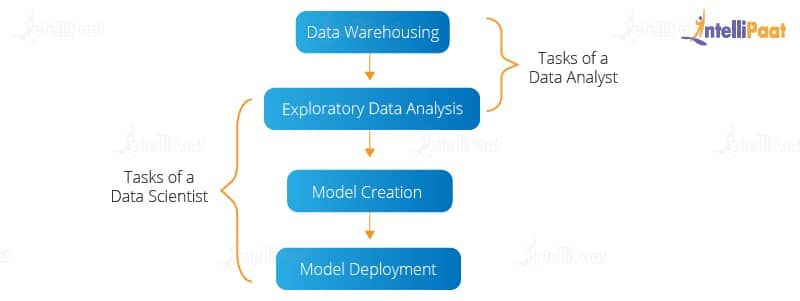 Data Warehousing
IntelliPaat
Tasks of a
Data Analyst
Exploratory Data Analysis
Tasks of a
Data Scientist
Model Creation
Model Deployment